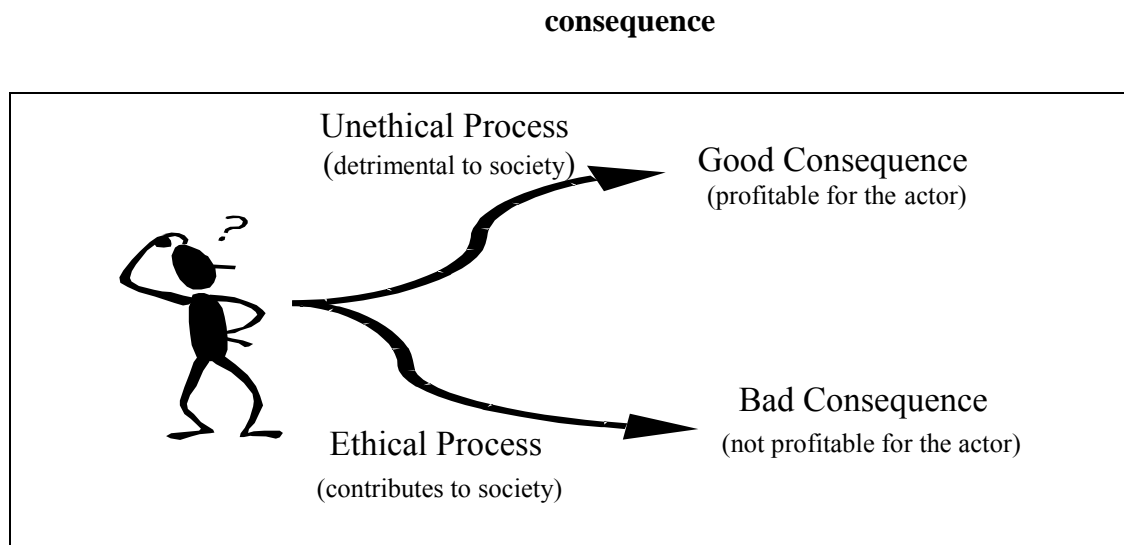 consequence
Unethical Process
(detrimental to society)
Good Consequence
(profitable for the actor)
?
Bad Consequence
(not profitable for the actor)
Ethical Process
(contributes to society)